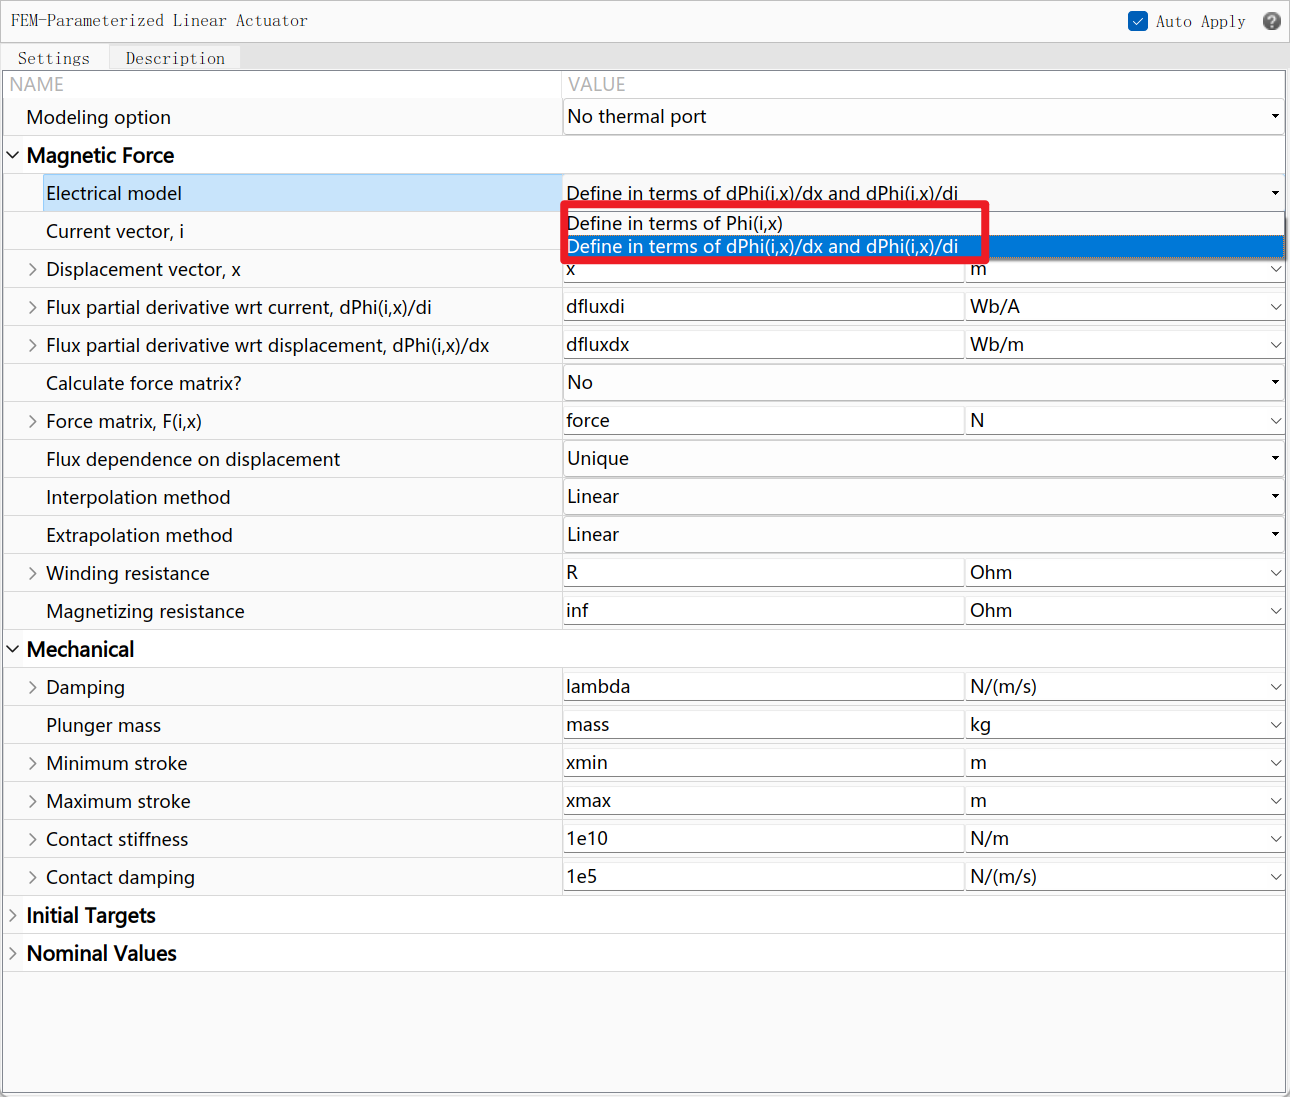 FEM-Parameterized Linear Actuator
Auto Apply
Settings Description
NAME VALUE
Modeling option No thermal port
Magnetic Force
Electrical model Define in terms of dPhi(i,x)/dx and dPhi(i,x)/di
Define in terms of Phi(i,x)
Current vector, i
Define in terms of dPhi(i,x)/dx and dPhi(i,x)/di
Displacement vector, x x m
Flux partial derivative wrt current, dPhi(i,x)/di dfluxdi Wb/A
Flux partial derivative wrt displacement, dPhi(i,x)/dx dfluxdx Wb/m
Calculate force matrix? No
Force matrix, F(i,x) force N
Flux dependence on displacement Unique
Interpolation method Linear
Extrapolation method Linear
Winding resistance R Ohm
Magnetizing resistance inf Ohm
Mechanical
Damping lambda N/(m/s)
Plunger mass mass kg
Minimum stroke xmin m
Maximum stroke xmax m
Contact stiffness 1e10 N/m
Contact damping 1e5 N/(m/s)
Initial Targets
Nominal Values